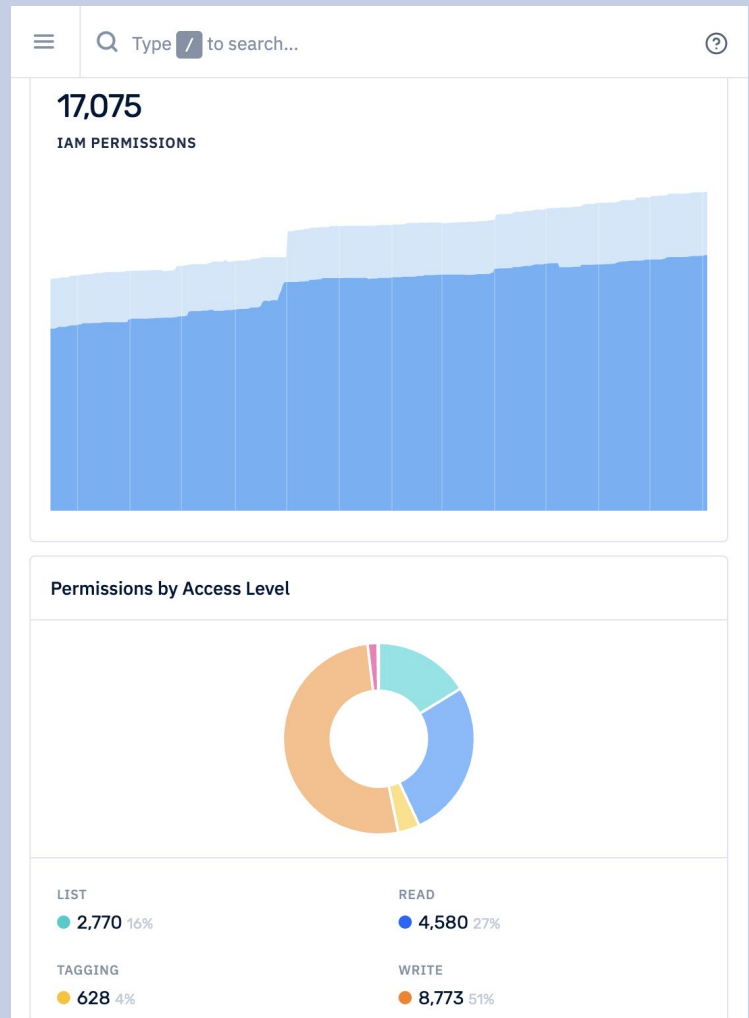 Type / to search...
17,075
IAM PERMISSIONS
Permissions by Access Level
LIST
2,770 16%
READ
4,580 27%
TAGGING
628 4%
WRITE
8,773 51%